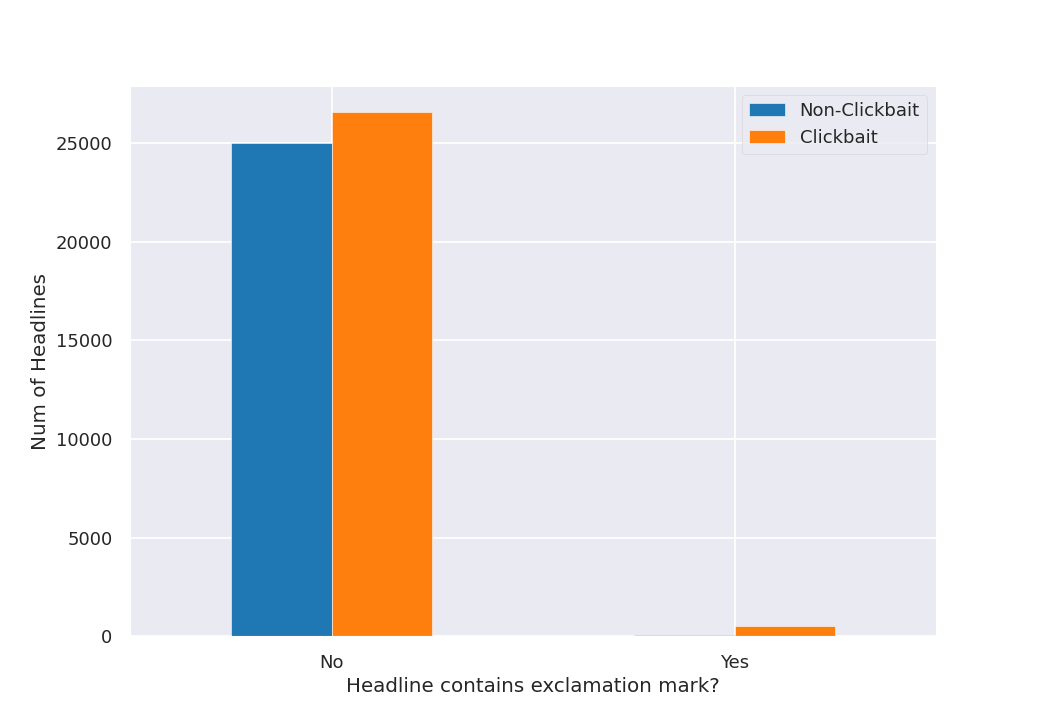 Non-Clickbait
Clickbait
25000
20000
15000
10000
5000
0
Num of Headlines
No
Yes
Headline contains exclamation mark?